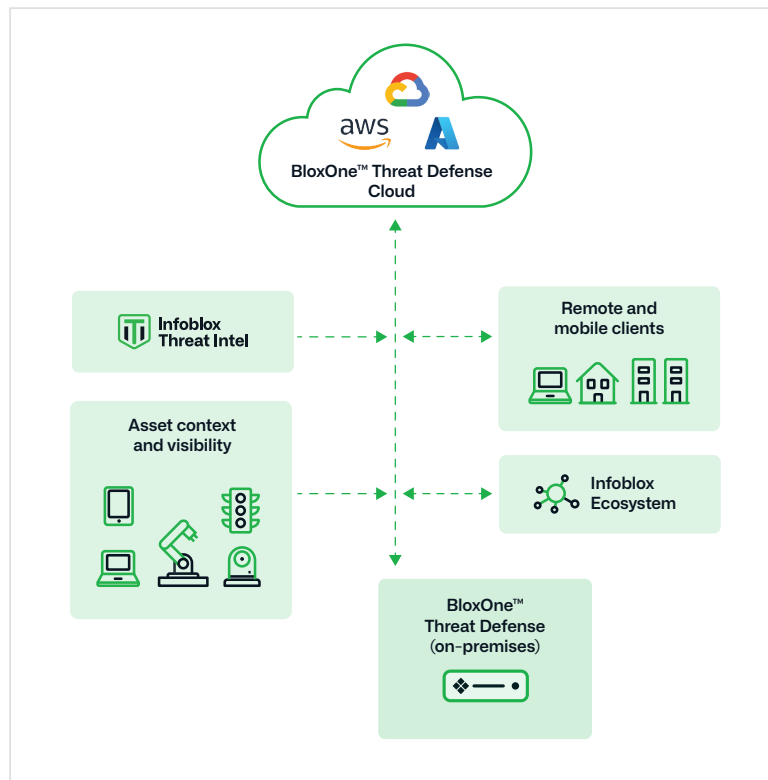 aws
BloxOne™ Threat Defense
Cloud
Infoblox
Threat Intel
Remote and
mobile clients
Asset context
and visibility
Infoblox
Ecosystem
BloxOne™
Threat Defense
(on-premises)